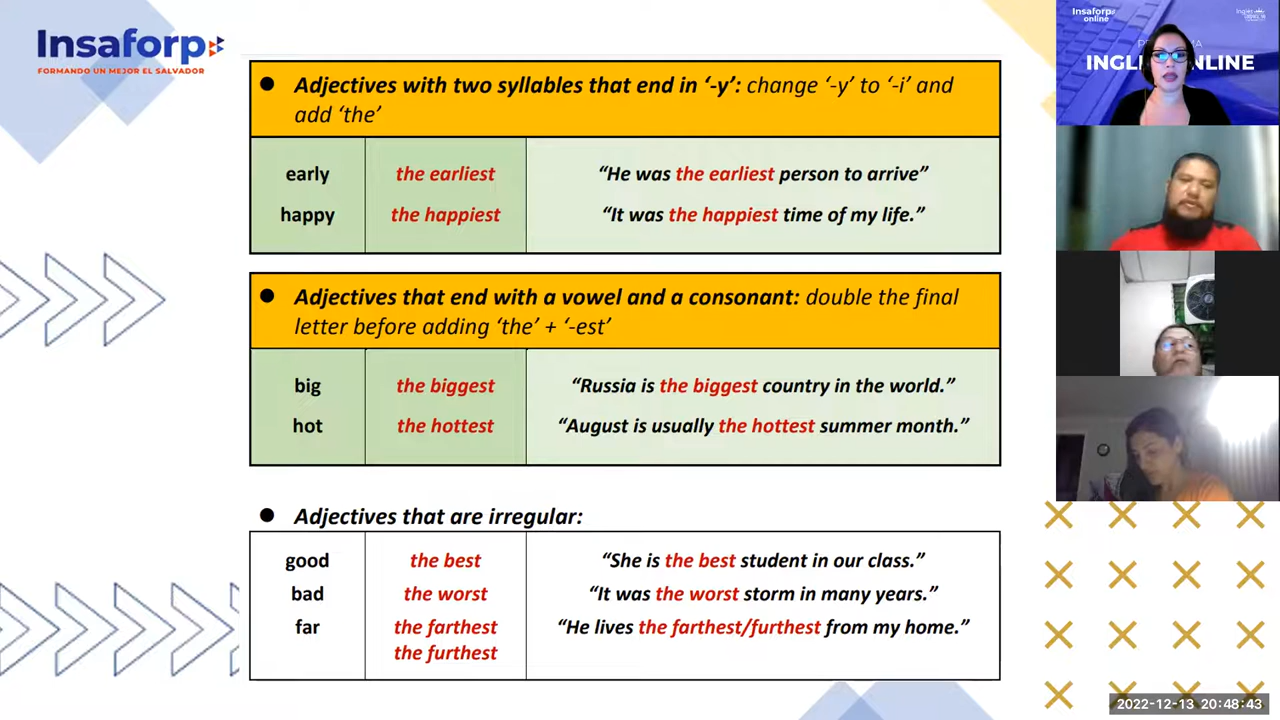 Insaforp
FORMANDO UN MEJOR EL SALVADOR
● Adjectives with two syllables that end in ‘-y’: change ‘-y’ to ‘-i’ and
add ‘the’
early the earliest “He was the earliest person to arrive”
happy the happiest “It was the happiest time of my life.”
● Adjectives that end with a vowel and a consonant: double the final
letter before adding ‘the’ + ‘-est’
big the biggest “Russia is the biggest country in the world.”
hot the hottest “August is usually the hottest summer month.”
● Adjectives that are irregular:
good the best “She is the best student in our class.”
bad the worst “It was the worst storm in many years.”
far the farthest “He lives the farthest/furthest from my home.”
the furthest
Insaforp
online
2022-12-13 20:48:43